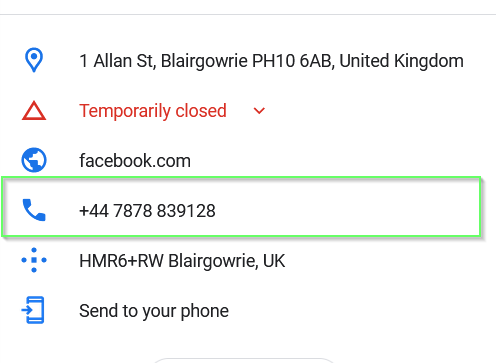 1 Allan St, Blairgowrie PH10 6AB, United Kingdom
Temporarily closed
facebook.com
+44 7878 839128
HMR6+RW Blairgowrie, UK
Send to your phone